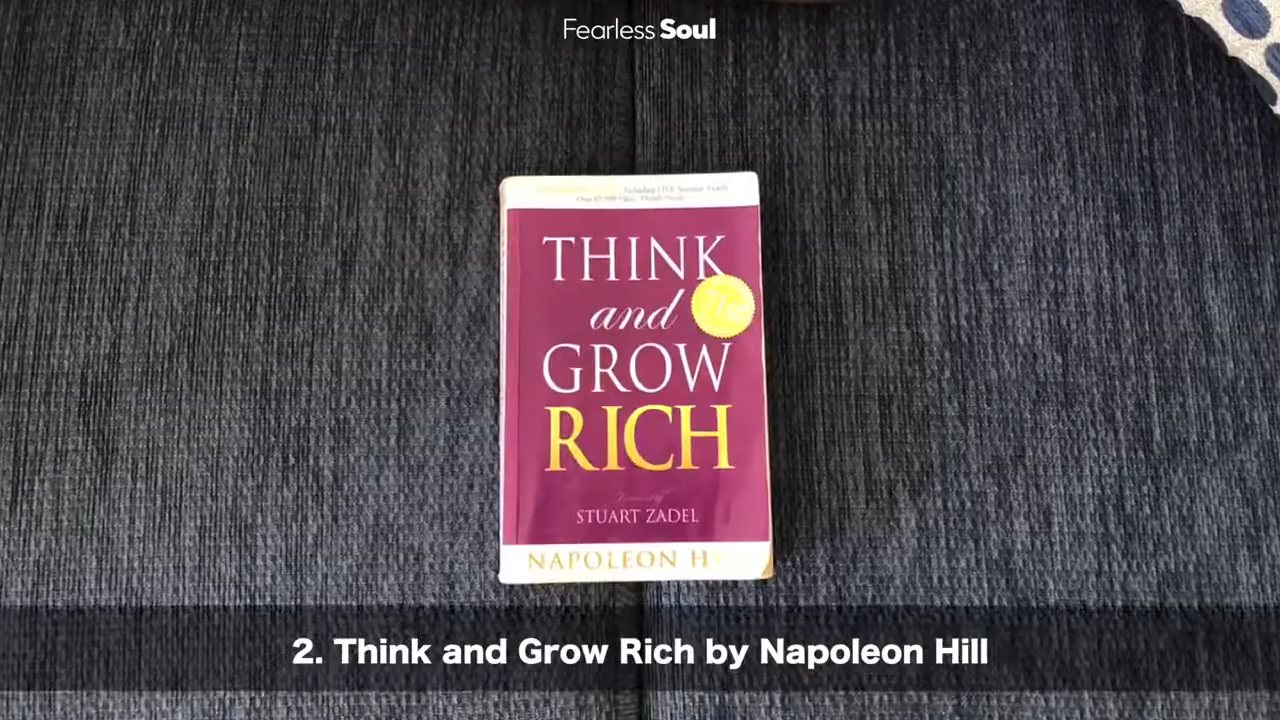 Fearless Soul
THINK
and
GROW
RICH
STUART ZADEL
NAPOLEON H
2. Think and Grow Rich by Napoleon Hill